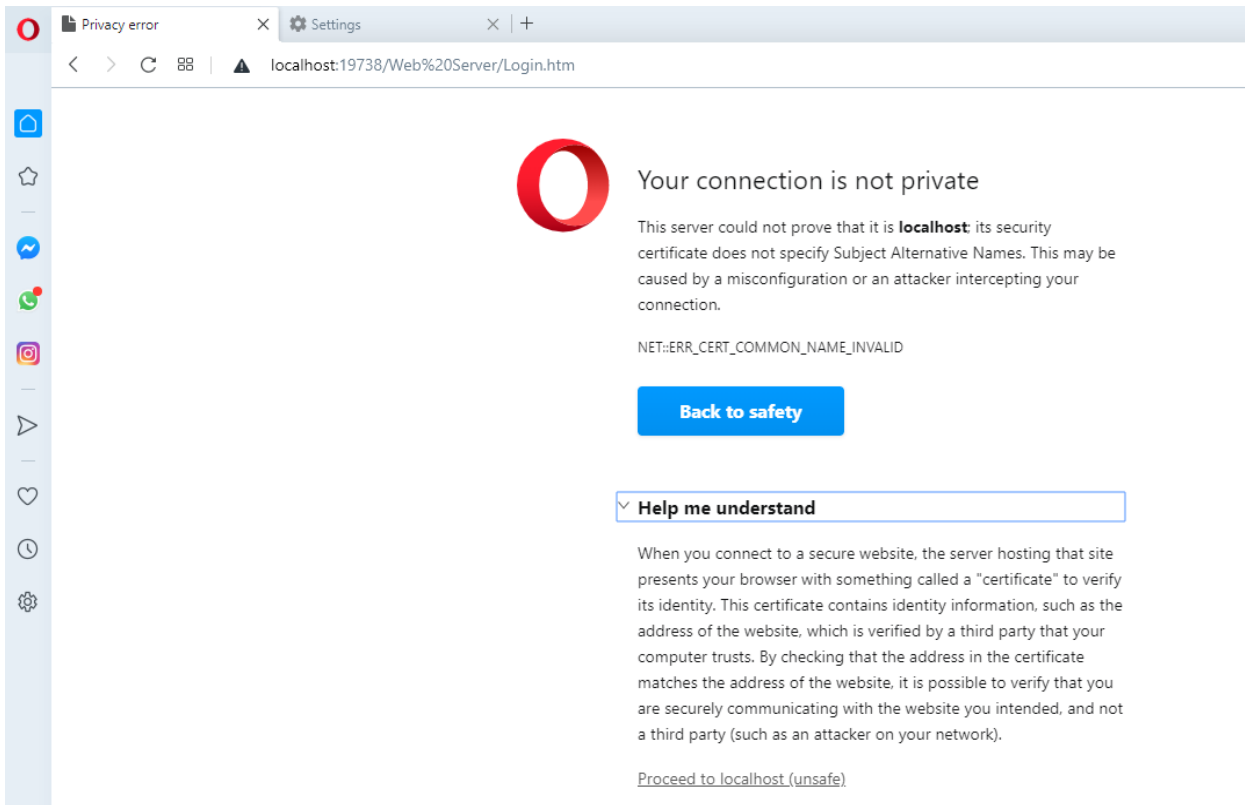 Privacy error
Settings
localhost:19738/Web%20Server/Login.htm
Your connection is not private
This server could not prove that it is localhost; its security
certificate does not specify Subject Alternative Names. This may be
caused by a misconfiguration or an attacker intercepting your
connection.
NET::ERR_CERT_COMMON_NAME_INVALID
Back to safety
Help me understand
When you connect to a secure website, the server hosting that site
presents your browser with something called a "certificate" to verify
its identity. This certificate contains identity information, such as the
address of the website, which is verified by a third party that your
computer trusts. By checking that the address in the certificate
matches the address of the website, it is possible to verify that you
are securely communicating with the website you intended, and not
a third party (such as an attacker on your network).
Proceed to localhost (unsafe)